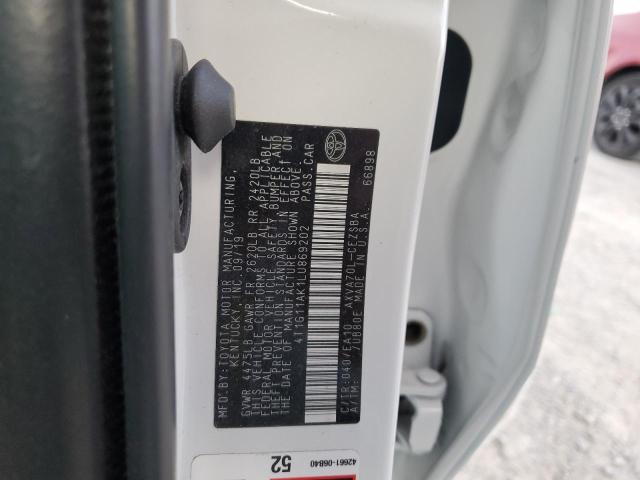 MFD.BY:TOYOTA MOTOR MANUFACTURING,
KENTUCKY, INC. 09/19
GVWR 4475LB GAWR FR 2620LB RR 2420LB
THIS VEHICLE CONFORMS TO ALL APPLICABLE
FEDERAL MOTOR VEHICLE SAFETY, BUMPER, AND
THEFT PREVENTION STANDARDS IN EFFECT ON
THE DATE OF MANUFACTURE SHOWN ABOVE.
4T1G11AK1LU869202 PASS.CAR
C/TR:040/EA10 AXVA70L-CEZSBA
A/TM: /UB80E MADE IN U.S.A. 66898
52
42661-06B40